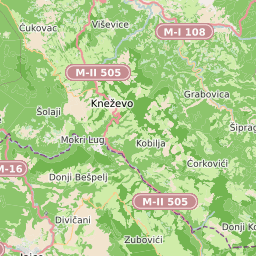 Čukovac
Viševice
M-I 108
M-II 505
Grabovica
Kneževo
Šolaji
Mokri Lug
Kobilja
Šipra
Čorkovići
M-16
Donji Bešpelj
M-II 505
Divičani
Donji Ko
Zubovići